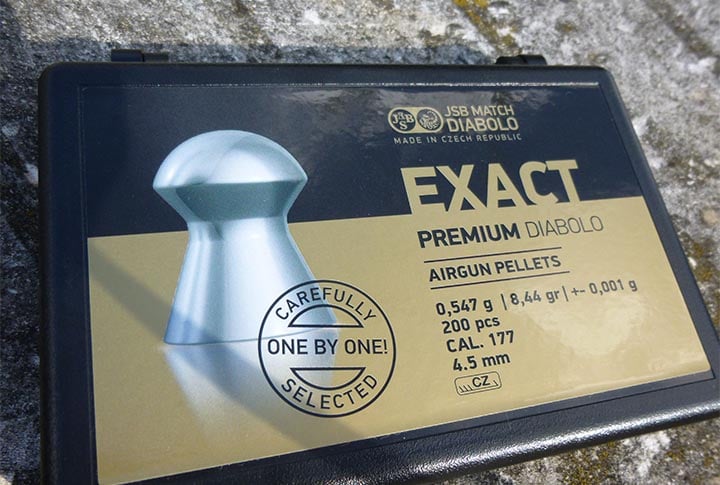 JSB
JSB MATCH
DIABOLO
MADE IN CZECH REPUBLIC
EXACT
PREMIUM DIABOLO
AIRGUN PELLETS
0,547 g | 8,44 gr | +- 0,001 g
200 pcs
CAL. 177
4.5 mm
CZ
CAREFULLY
ONE BY ONE!
SELECTED